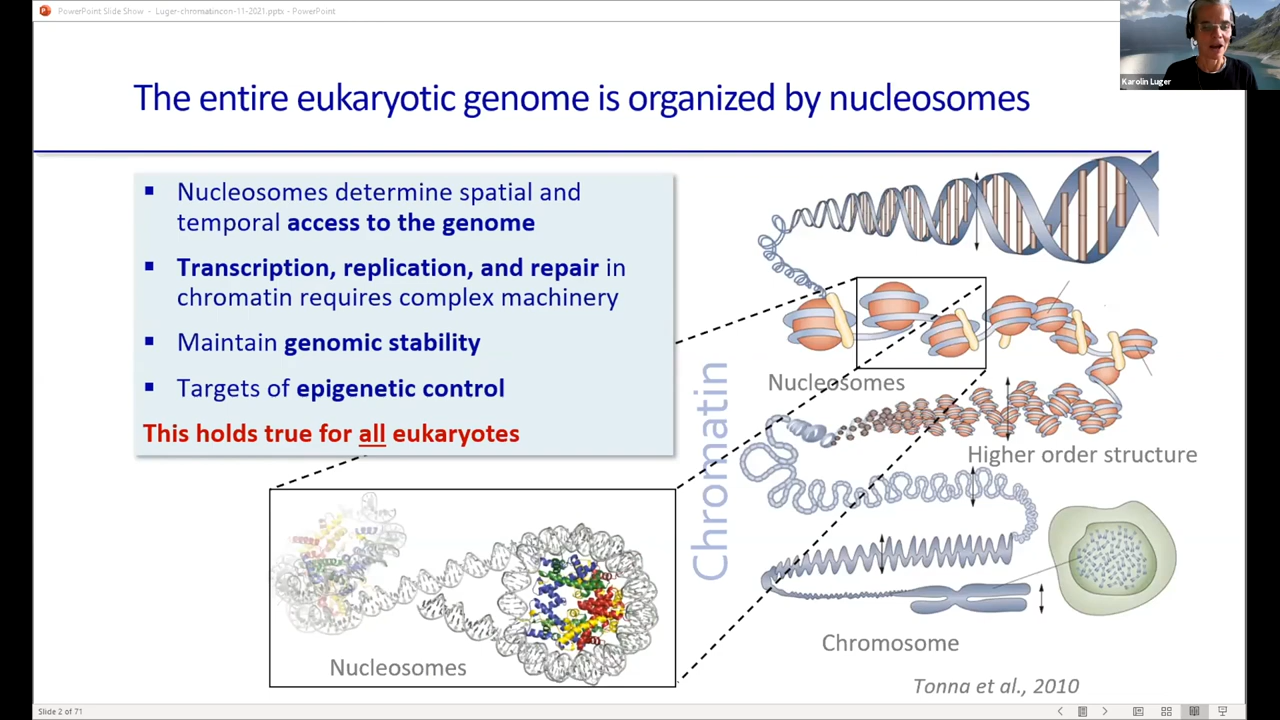 PowerPoint Slide Show - Luger-chromatincon-11-2021.pptx - PowerPoint
Karolin Luger
The entire eukaryotic genome is organized by nucleosomes
▪ Nucleosomes determine spatial and
temporal access to the genome
▪ Transcription, replication, and repair in
chromatin requires complex machinery
▪ Maintain genomic stability
▪ Targets of epigenetic control
This holds true for all eukaryotes
Nucleosomes
Chromatin
Higher order structure
Nucleosomes
Chromosome
Tonna et al., 2010
Slide 2 of 71